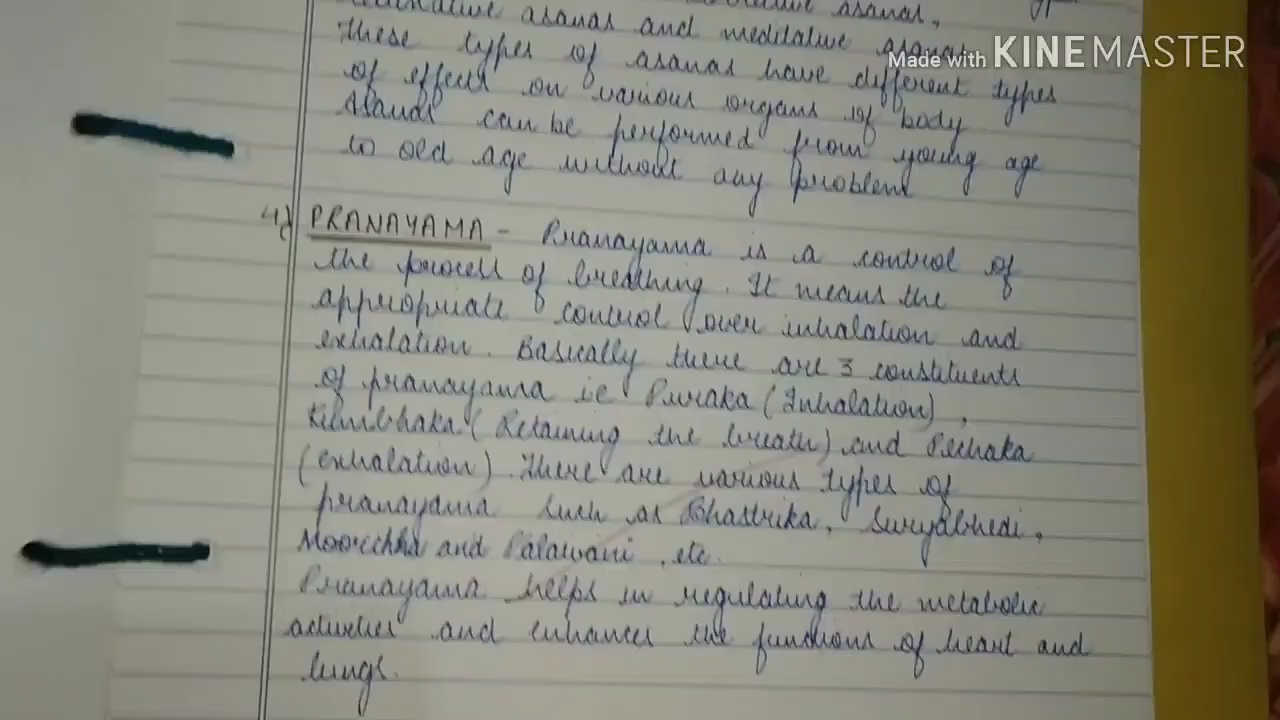 asanas,
asanas and meditative
These types of asanas have different types
of effects on various organs of body
can be performed from young age
to old age without any problem
4) PRANAYAMA - Pranayama is a control of
the process of breathing. It means the
appropriate control over inhalation and
exhalation. Basically there are 3 constituents
of pranayama i.e Puraka (Inhalation),
Kumbhaka (Retaining the breath) and Rechaka
(exhalation). There are various types of
pranayama such as Bhastrika, Suryabhedi,
Moorchha and Palawani, etc.
Pranayama helps in regulating the metabolic
activities and enhances the functions of heart and
lungs.
Made with KINEMASTER